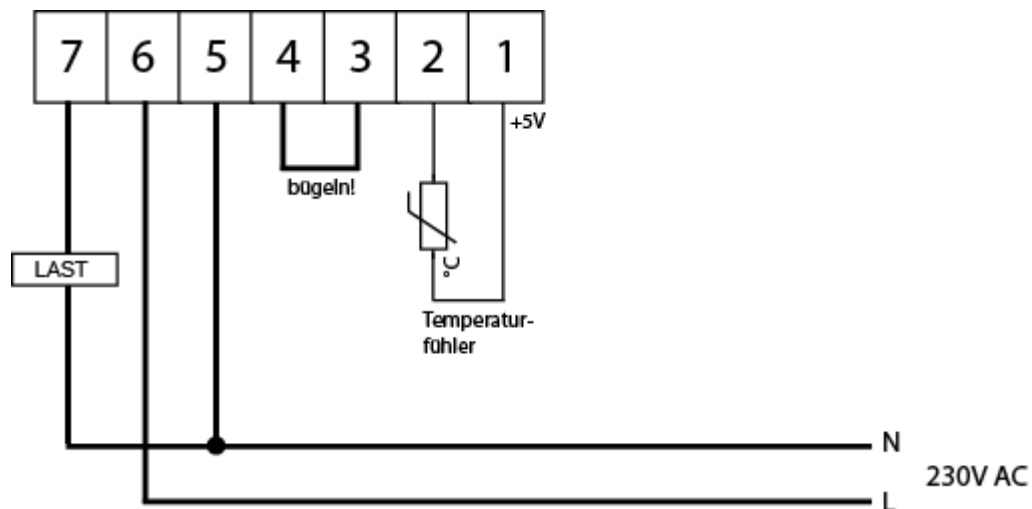 7 6 5 4 3 2 1
+5V
bügeln!
LAST
°C
Temperatur-
fühler
N
230V AC
L